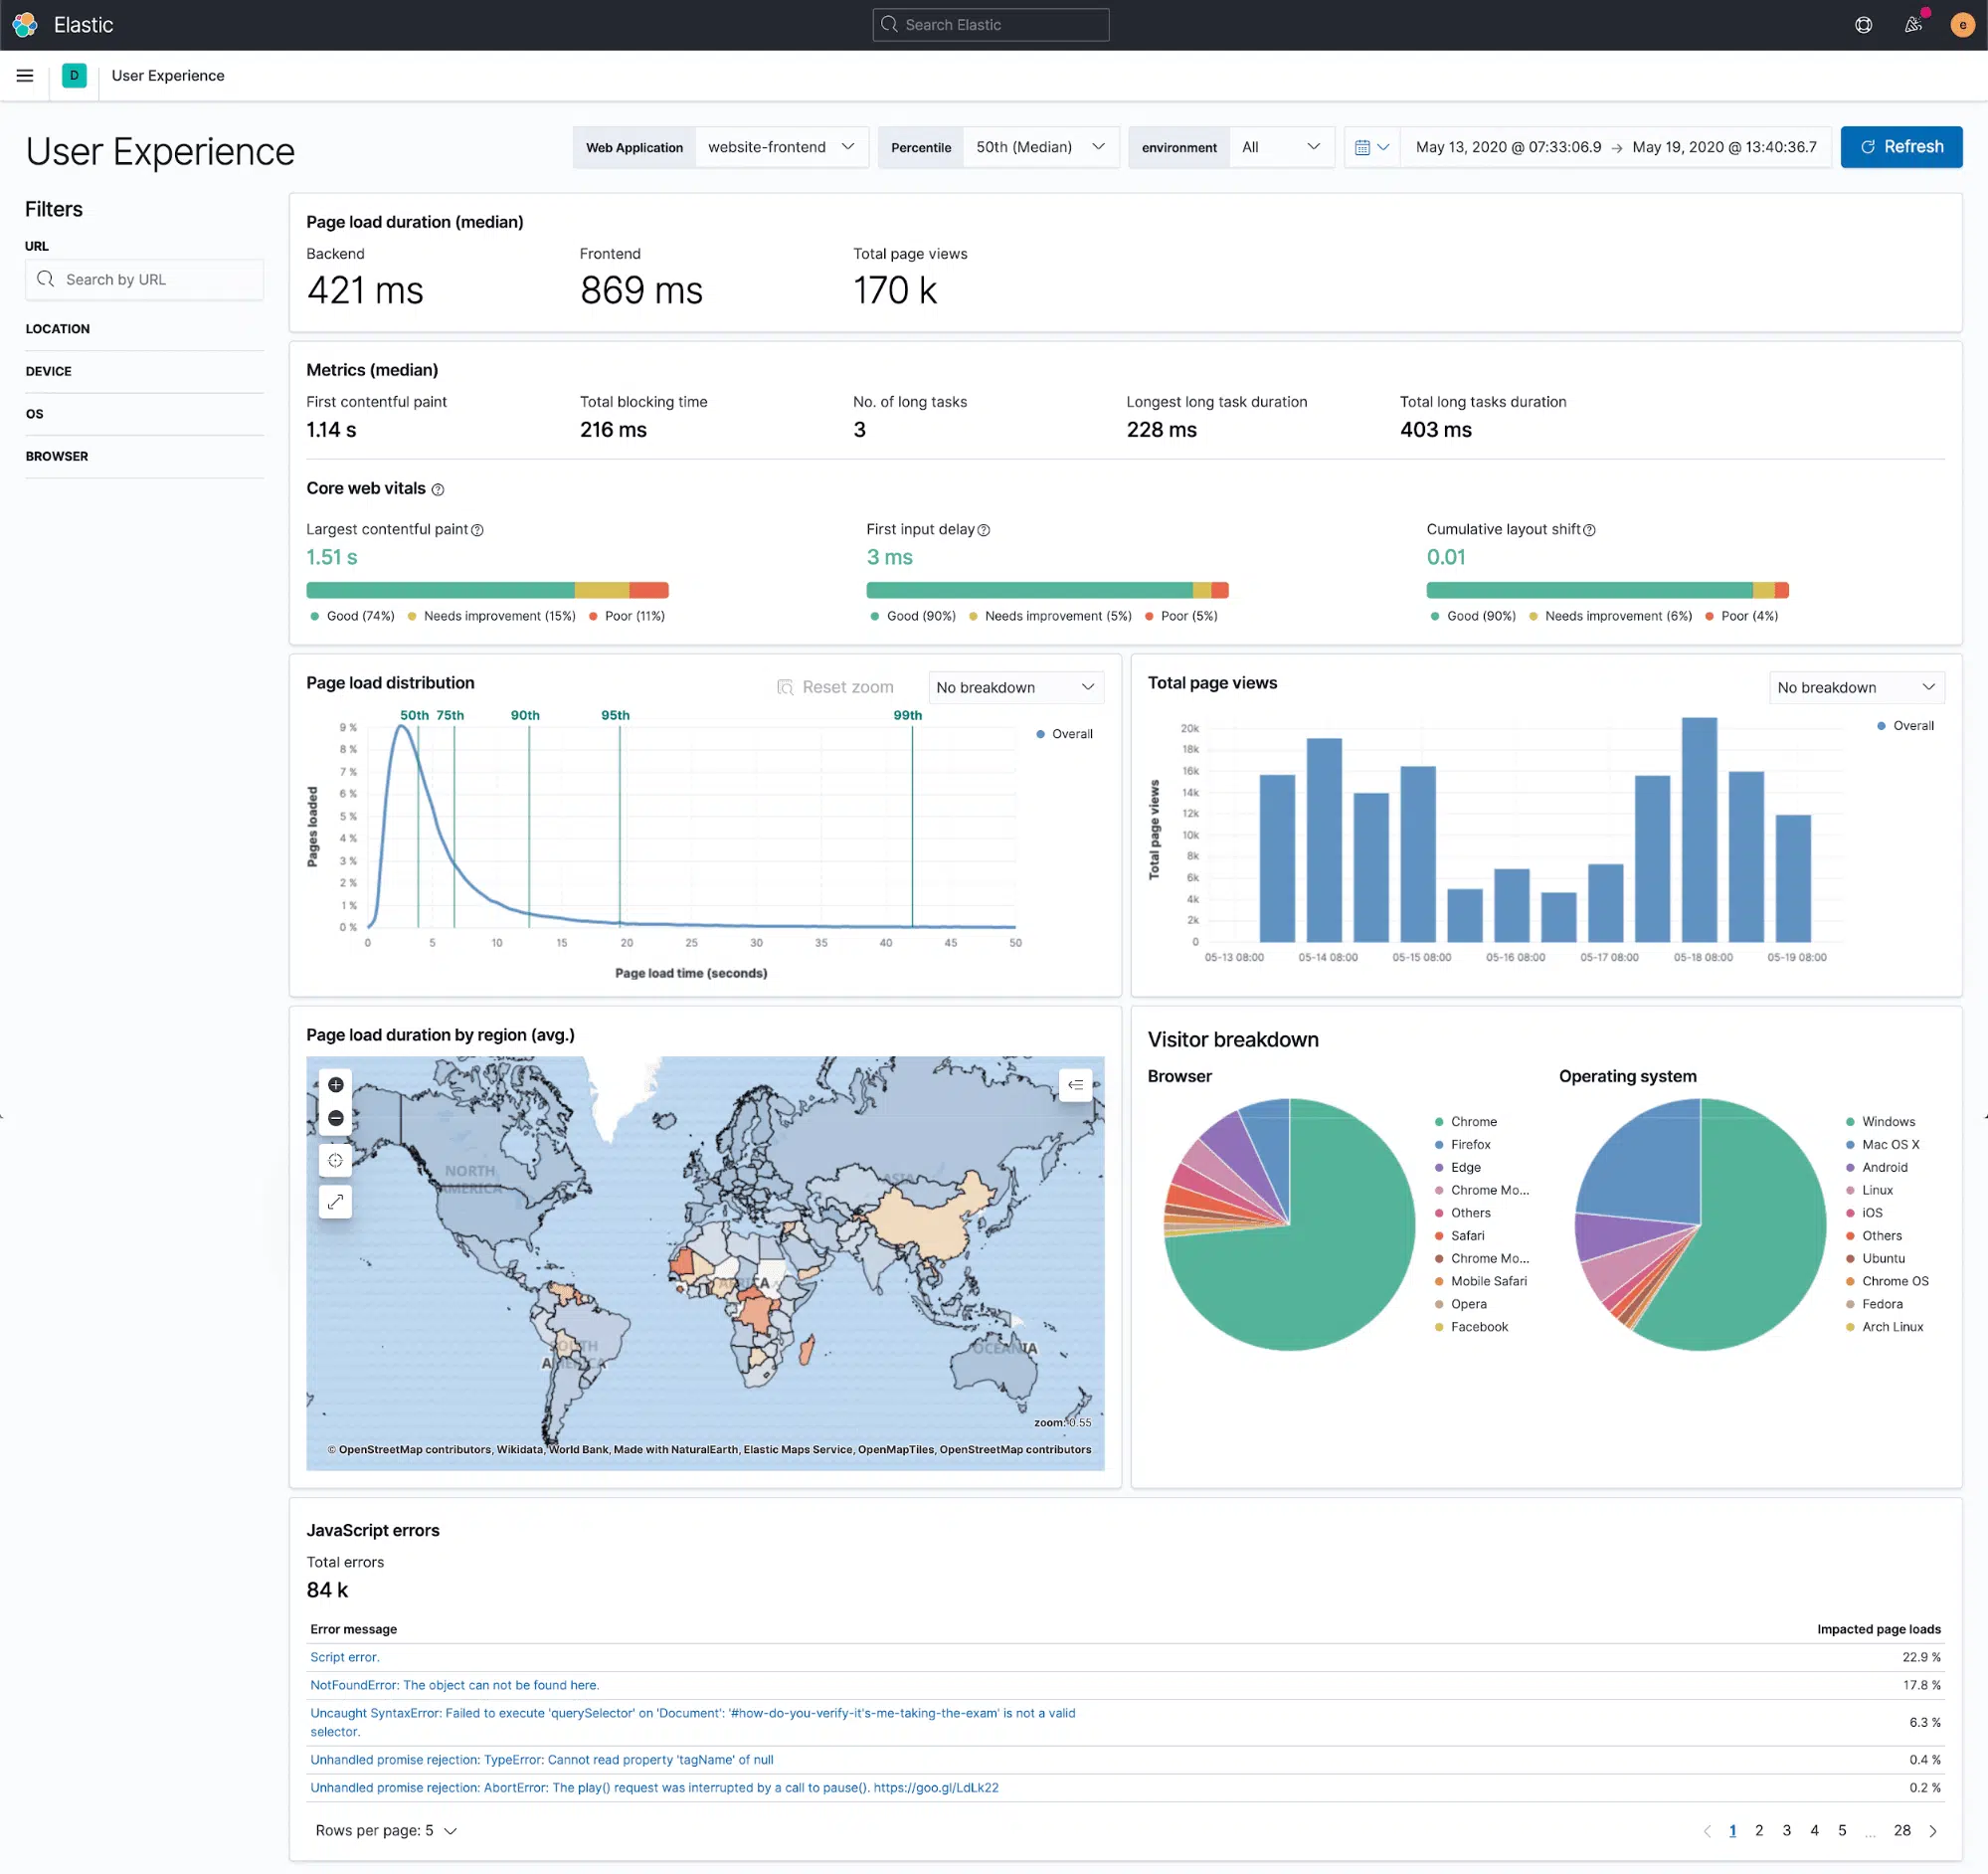 Elastic
Search Elastic
e
D
User Experience
User Experience
Web Application
website-frontend
Percentile
50th (Median)
environment
All
May 13, 2020 @ 07:33:06.9 → May 19, 2020 @ 13:40:36.7
Refresh
Filters
URL
Search by URL
LOCATION
DEVICE
OS
BROWSER
Page load duration (median)
Backend
421 ms
Frontend
869 ms
Total page views
170 k
Metrics (median)
First contentful paint
1.14 s
Total blocking time
216 ms
No. of long tasks
3
Longest long task duration
228 ms
Total long tasks duration
403 ms
Core web vitals
Largest contentful paint
1.51 s
Good (74%) Needs improvement (15%) Poor (11%)
First input delay
3 ms
Good (90%) Needs improvement (5%) Poor (5%)
Cumulative layout shift
0.01
Good (90%) Needs improvement (6%) Poor (4%)
Page load distribution
Reset zoom
No breakdown
50th 75th 90th 95th 99th
Overall
Pages loaded
9 %
8 %
7 %
6 %
5 %
4 %
3 %
2 %
1 %
0 %
0 5 10 15 20 25 30 35 40 45 50
Page load time (seconds)
Total page views
No breakdown
Overall
Total page views
20k
18k
16k
14k
12k
10k
8k
6k
4k
2k
0
05-13 08:00 05-14 08:00 05-15 08:00 05-16 08:00 05-17 08:00 05-18 08:00 05-19 08:00
Page load duration by region (avg.)
NORTH
AMERICA
ASIA
AFRICA
SOUTH
AMERICA
OCEANIA
zoom: 0.55
© OpenStreetMap contributors, Wikidata, World Bank, Made with NaturalEarth, Elastic Maps Service, OpenMapTiles, OpenStreetMap contributors
Visitor breakdown
Browser
Chrome
Firefox
Edge
Chrome Mo...
Others
Safari
Chrome Mo...
Mobile Safari
Opera
Facebook
Operating system
Windows
Mac OS X
Android
Linux
iOS
Others
Ubuntu
Chrome OS
Fedora
Arch Linux
JavaScript errors
Total errors
84 k
Error message Impacted page loads
Script error. 22.9 %
NotFoundError: The object can not be found here. 17.8 %
Uncaught SyntaxError: Failed to execute 'querySelector' on 'Document': '#how-do-you-verify-it's-me-taking-the-exam' is not a valid
selector.
6.3 %
Unhandled promise rejection: TypeError: Cannot read property 'tagName' of null 0.4 %
Unhandled promise rejection: AbortError: The play() request was interrupted by a call to pause(). https://goo.gl/LdLk22 0.2 %
Rows per page: 5
1 2 3 4 5 ... 28